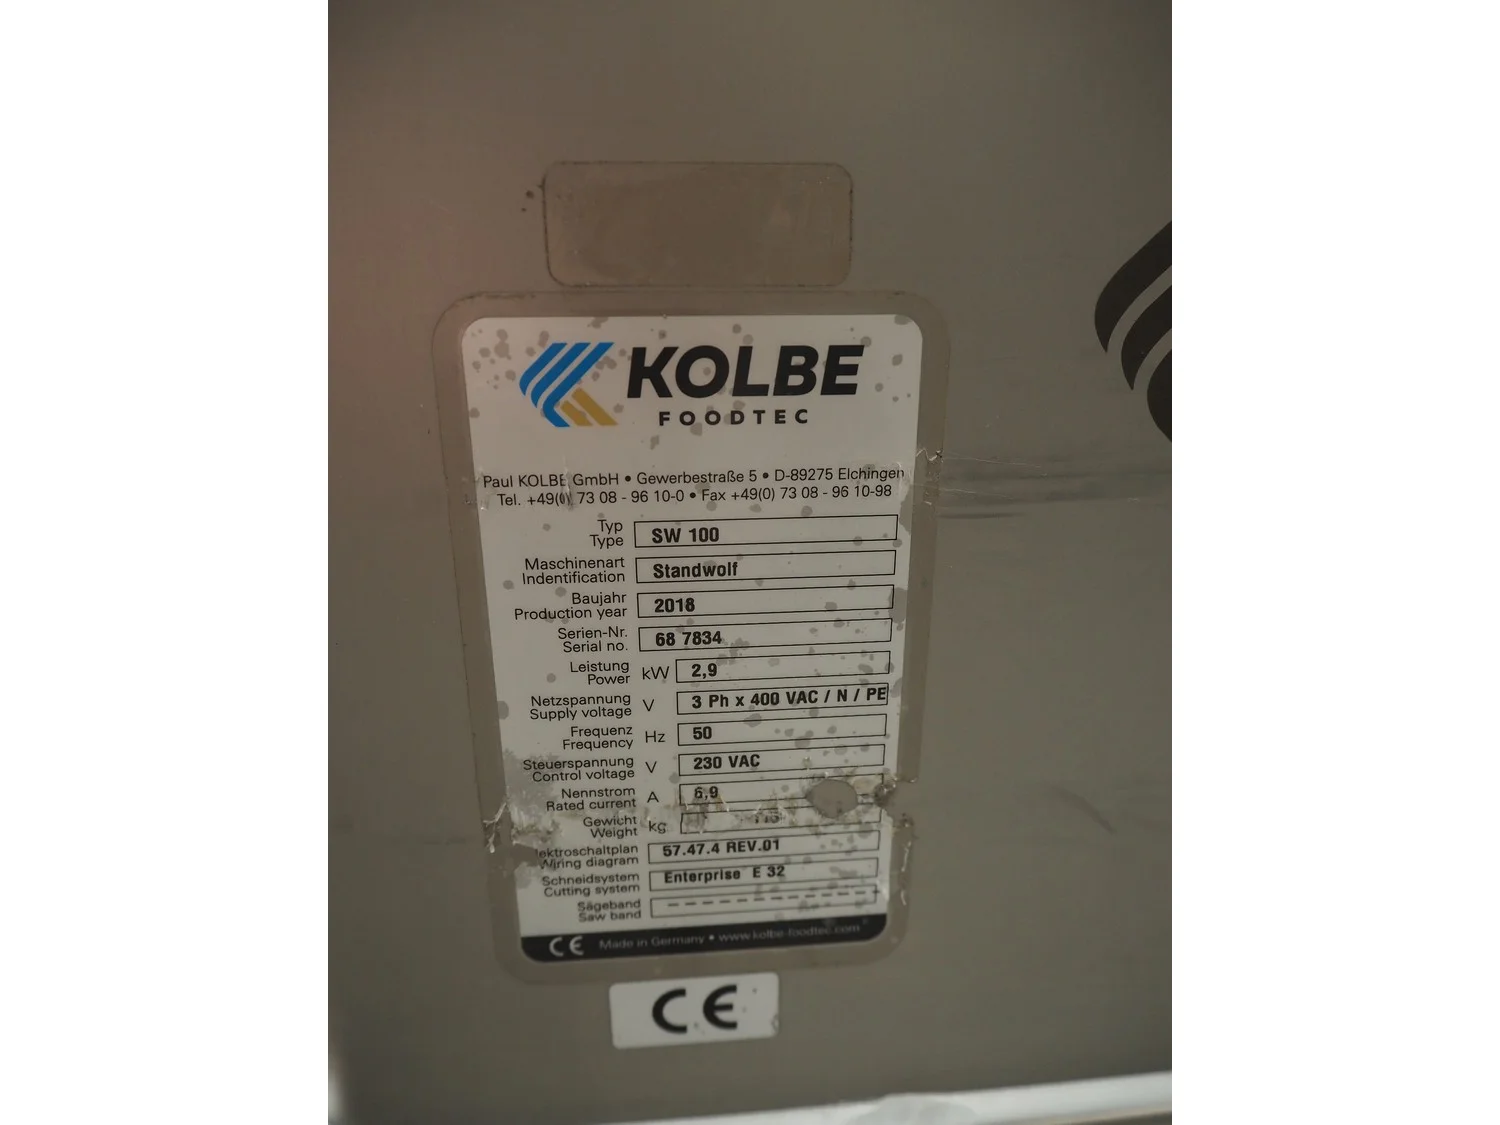 KOLBE
FOODTEC
Paul KOLBE GmbH • Gewerbestraße 5 • D-89275 Elchingen
Tel. +49(0) 73 08 - 96 10-0 • Fax +49(0) 73 08 - 96 10-98
Typ
Type SW 100
Maschinenart
Indentification Standwolf
Baujahr
Production year 2018
Serien-Nr.
Serial no. 68 7834
Leistung
Power kW 2,9
Netzspannung
Supply voltage V 3 Ph x 400 VAC / N / PE
Frequenz
Frequency Hz 50
Steuerspannung
Control voltage V 230 VAC
Nennstrom
Rated current A 6,9
Gewicht
Weight kg
ektroschaltplan
Wiring diagram 57.47.4 REV.01
Schneidsystem
Cutting system Enterprise E 32
Sägeband
Saw band - - - - - - - - - - - -
CE Made in Germany • www.kolbe-foodtec.com
CE